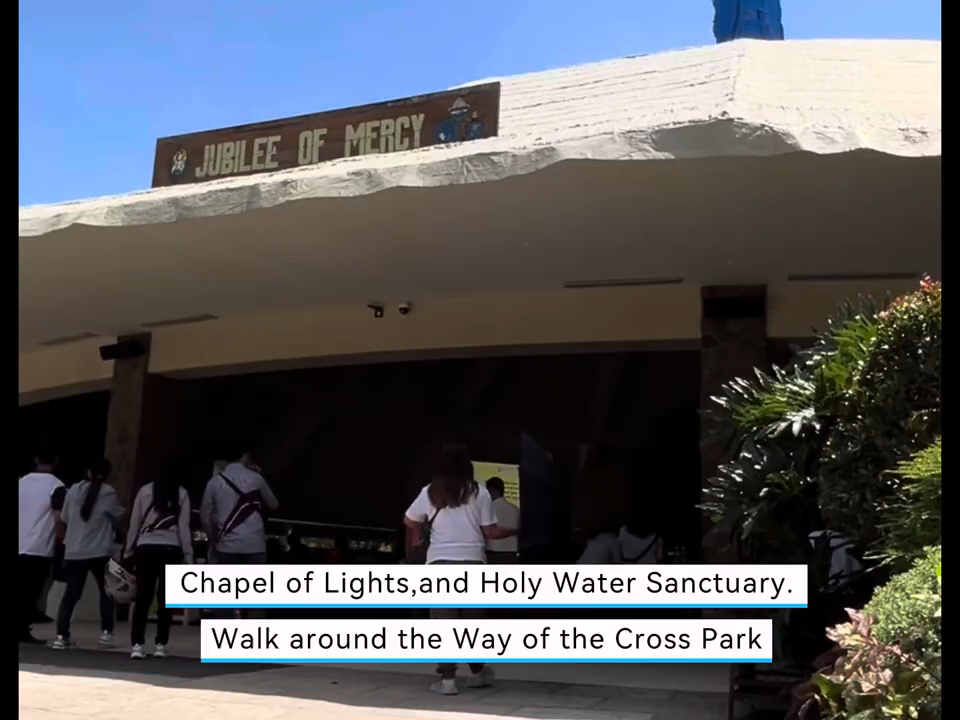 JUBILEE OF MERCY
Chapel of Lights,and Holy Water Sanctuary.
Walk around the Way of the Cross Park